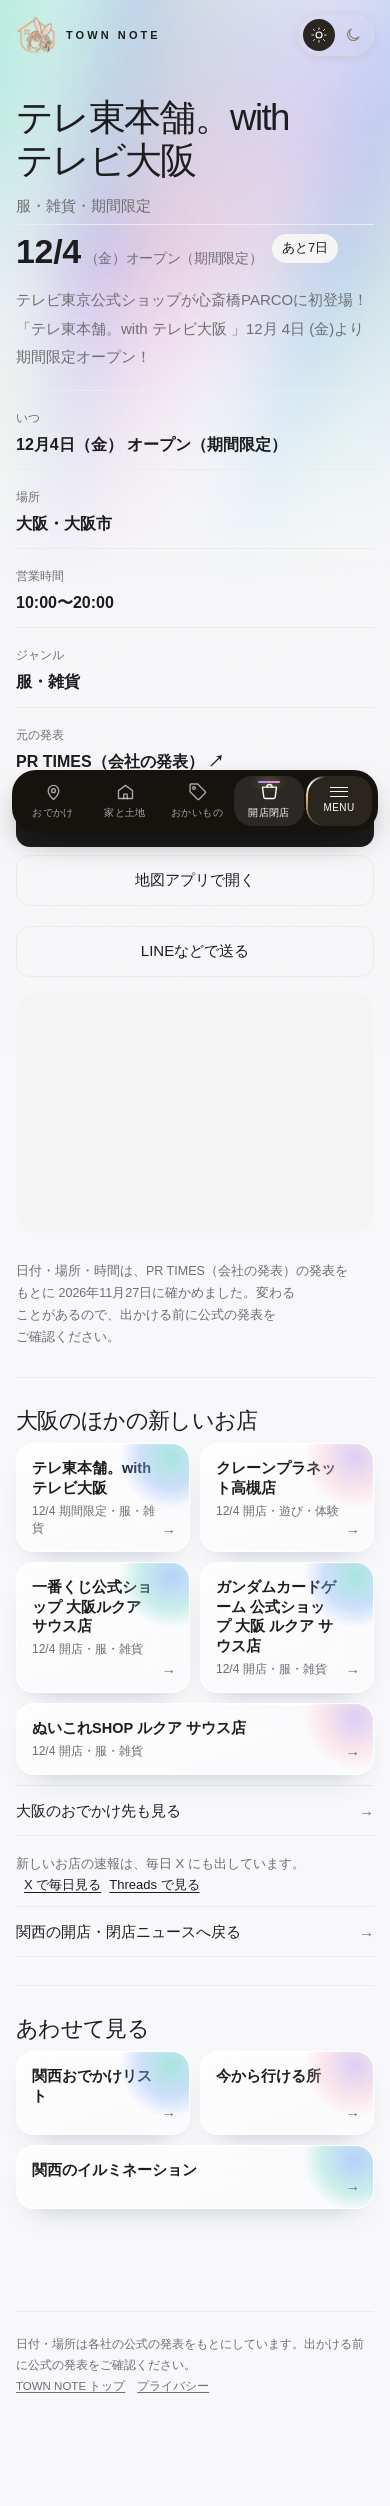 TOWN NOTE
テレ東本舗。with
テレビ大阪
服・雑貨・期間限定
12/4（金）オープン（期間限定） あと7日
テレビ東京公式ショップが心斎橋PARCOに初登場！
「テレ東本舗。with テレビ大阪 」12月 4日 (金)より
期間限定オープン！
いつ
12月4日（金） オープン（期間限定）
場所
大阪・大阪市
営業時間
10:00〜20:00
ジャンル
服・雑貨
元の発表
PR TIMES（会社の発表） ↗
おでかけ
家と土地
おかいもの
開店閉店
MENU
地図アプリで開く
LINEなどで送る
日付・場所・時間は、PR TIMES（会社の発表）の発表を
もとに 2026年11月27日に確かめました。変わる
ことがあるので、出かける前に公式の発表を
ご確認ください。
大阪のほかの新しいお店
テレ東本舗。with
テレビ大阪
12/4 期間限定・服・雑
貨
→
クレーンプラネッ
ト高槻店
12/4 開店・遊び・体験
→
一番くじ公式ショ
ップ 大阪ルクア
サウス店
12/4 開店・服・雑貨
→
ガンダムカードゲ
ーム 公式ショッ
プ 大阪 ルクア サ
ウス店
12/4 開店・服・雑貨
→
ぬいこれSHOP ルクア サウス店
12/4 開店・服・雑貨
→
大阪のおでかけ先も見る →
新しいお店の速報は、毎日 X にも出しています。
X で毎日見る Threads で見る
関西の開店・閉店ニュースへ戻る →
あわせて見る
関西おでかけリス
ト
→
今から行ける所
→
関西のイルミネーション
→
日付・場所は各社の公式の発表をもとにしています。出かける前
に公式の発表をご確認ください。
TOWN NOTE トップ プライバシー